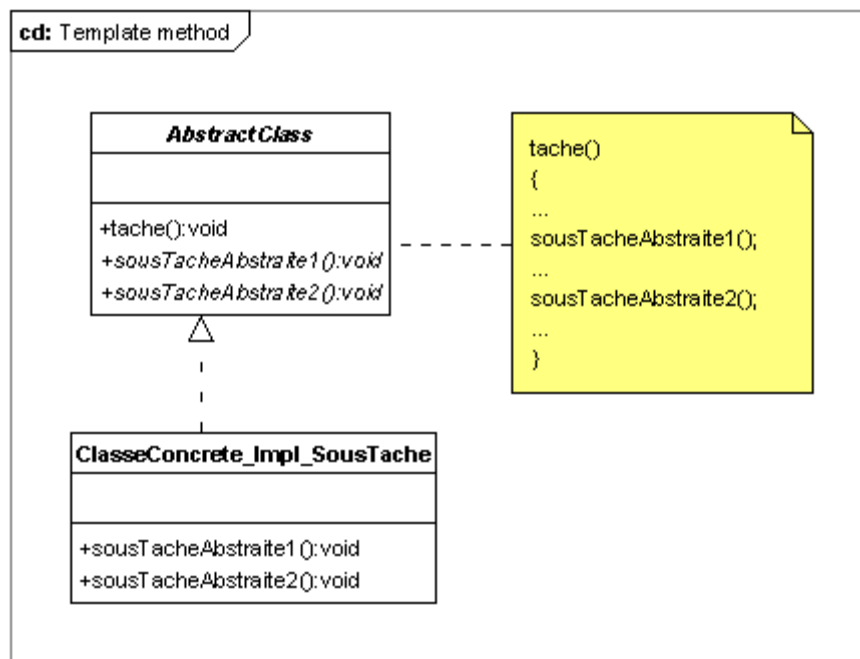 cd: Template method
AbstractClass
+tache():void
+sousTacheAbstraite1():void
+sousTacheAbstraite2():void
tache()
{
...
sousTacheAbstraite1();
...
sousTacheAbstraite2();
...
}
ClasseConcrete_Impl_SousTache
+sousTacheAbstraite1():void
+sousTacheAbstraite2():void